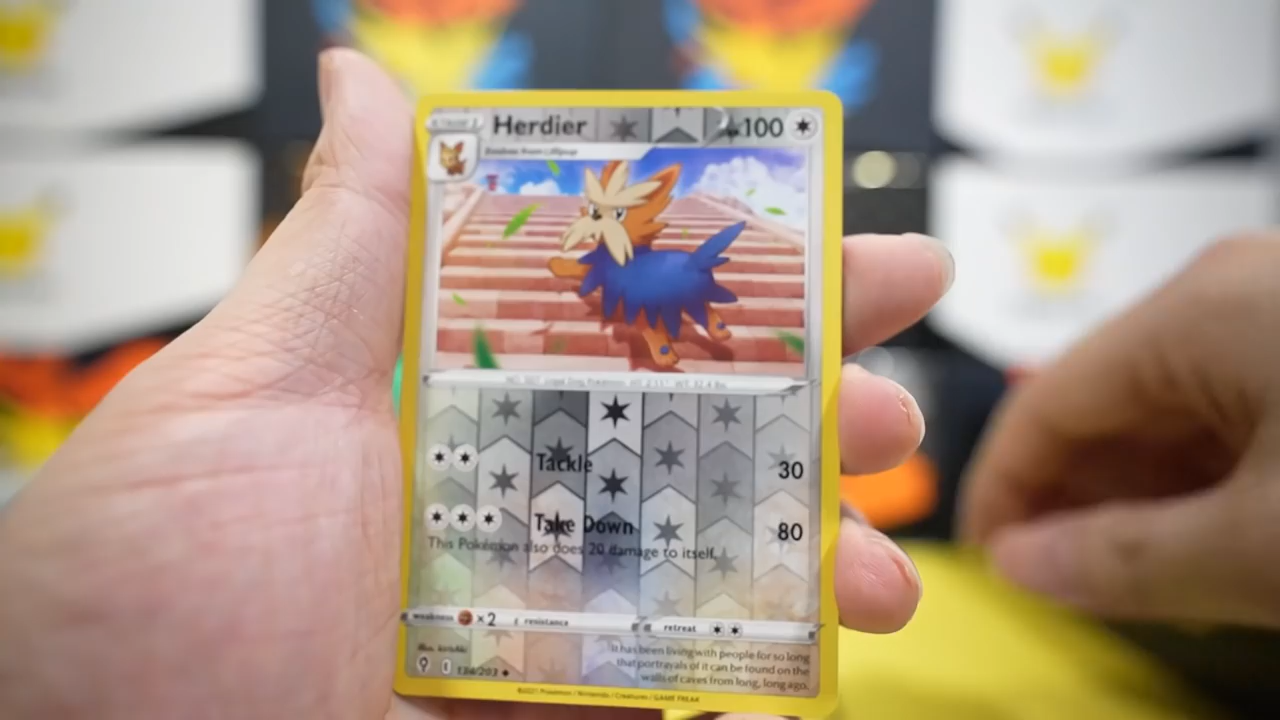 Herdier 100
Evolves from Lillipup
Tackle 30
Take Down 80
This Pokémon also does 20 damage to itself.
weakness ×2 resistance retreat
It has been living with people for so long
that portrayals of it can be found on the
walls of caves from long, long ago.
134/203
©2021 Pokémon / Nintendo / Creatures / GAME FREAK